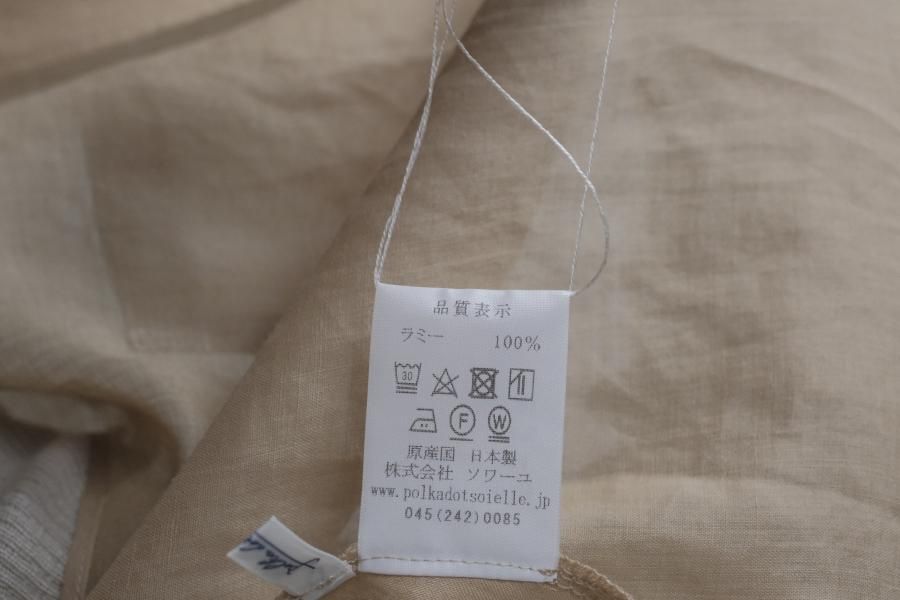 品質表示
ラミー 100%
30
F W
原産国 日本製
株式会社 ソワーユ
www.polkadotsoielle.jp
045(242)0085